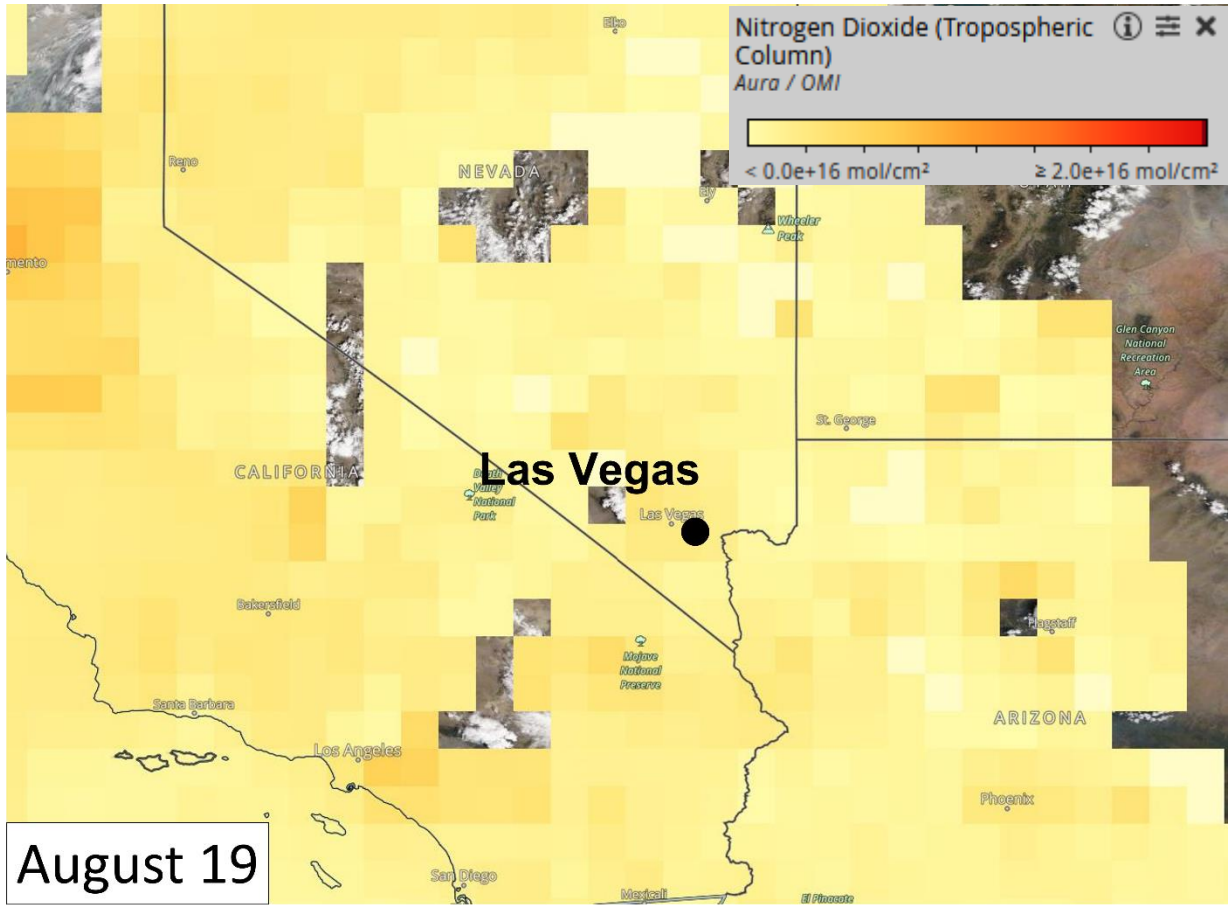 Elko
Nitrogen Dioxide (Tropospheric
Column)
Aura / OMI
< 0.0e+16 mol/cm²
≥ 2.0e+16 mol/cm²
Reno
NEVADA
Ely
Wheeler
Peak
mento
Glen Canyon
National
Recreation
Area
St. George
CALIFORNIA
Las Vegas
Death
Valley
National
Park
Las Vegas
Bakersfield
Flagstaff
Mojave
National
Preserve
Santa Barbara
ARIZONA
Los Angeles
Phoenix
August 19
San Diego
Mexicali
El Pinacate